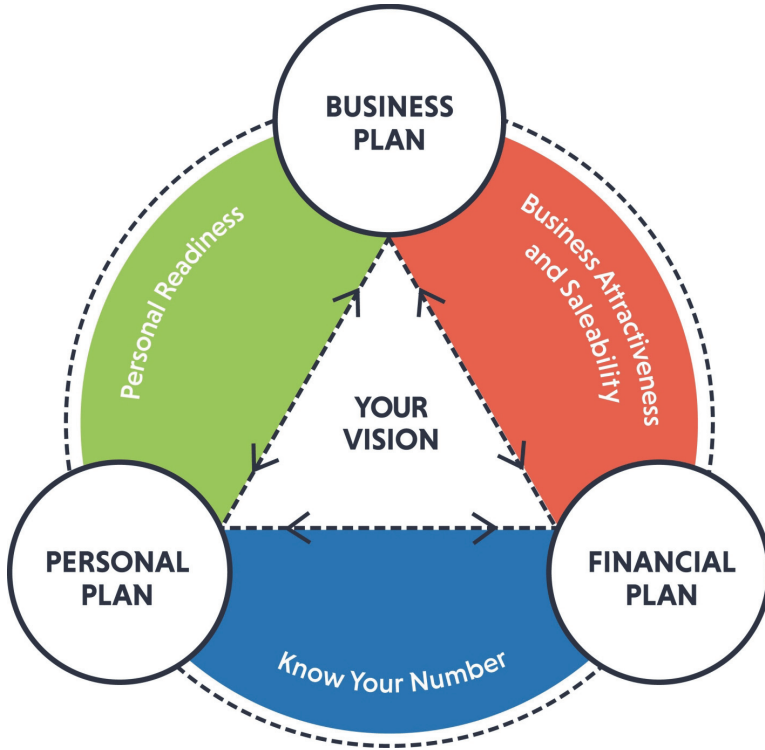 BUSINESS
PLAN
Personal Readiness
Business Attractiveness
and Saleability
YOUR
VISION
PERSONAL
PLAN
FINANCIAL
PLAN
Know Your Number